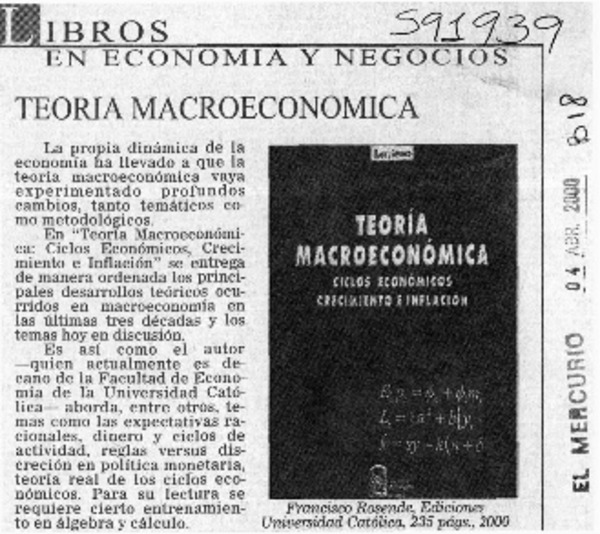 LIBROS
EN ECONOMIA Y NEGOCIOS
591939
TEORIA MACROECONOMICA
La propia dinámica de la
economía ha llevado a que la
teoría macroeconómica vaya
experimentado profundos
cambios, tanto temáticos co-
mo metodológicos.
En “Teoría Macroeconómi-
ca: Ciclos Económicos, Creci-
miento e Inflación” se entrega
de manera ordenada los princi-
pales desarrollos teóricos ocu-
rridos en macroeconomía en
las últimas tres décadas y los
temas hoy en discusión.
Es así como el autor
—quien actualmente es de-
cano de la Facultad de Econo-
mía de la Universidad Cató-
lica— aborda, entre otros, te-
mas como las expectativas ra-
cionales, dinero y ciclos de
actividad, reglas versus dis-
creción en política monetaria,
teoría real de los ciclos eco-
nómicos. Para su lectura se
requiere cierto entrenamien-
to en álgebra y cálculo.
TEORÍA
MACROECONÓMICA
CICLOS ECONÓMICOS
CRECIMIENTO E INFLACIÓN
Francisco Rosende, Ediciones
Universidad Católica, 235 págs., 2000
EL MERCURIO 04 ABR. 2000 B18